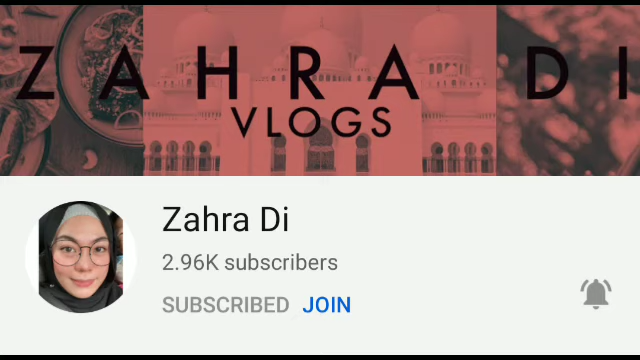 ZAHRA DI
VLOGS
Zahra Di
2.96K subscribers
SUBSCRIBED JOIN